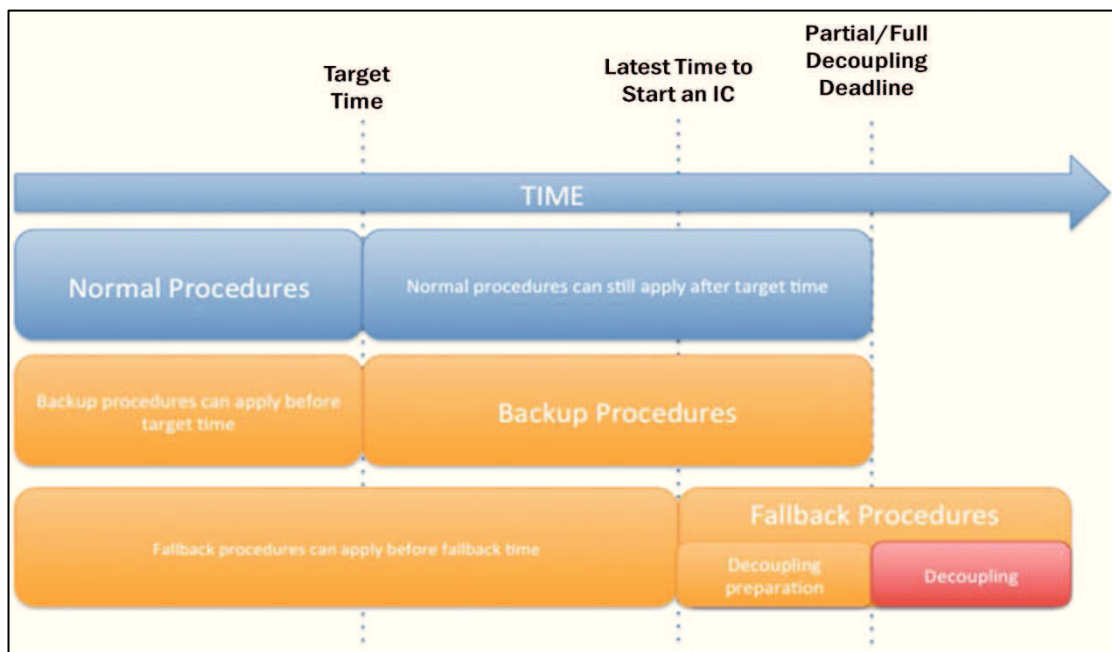 Target
Time
Latest Time to
Start an IC
Partial/Full
Decoupling
Deadline
TIME
Normal Procedures
Normal procedures can still apply after target time
Backup procedures can apply before
target time
Backup Procedures
Fallback procedures can apply before fallback time
Fallback Procedures
Decoupling
preparation
Decoupling